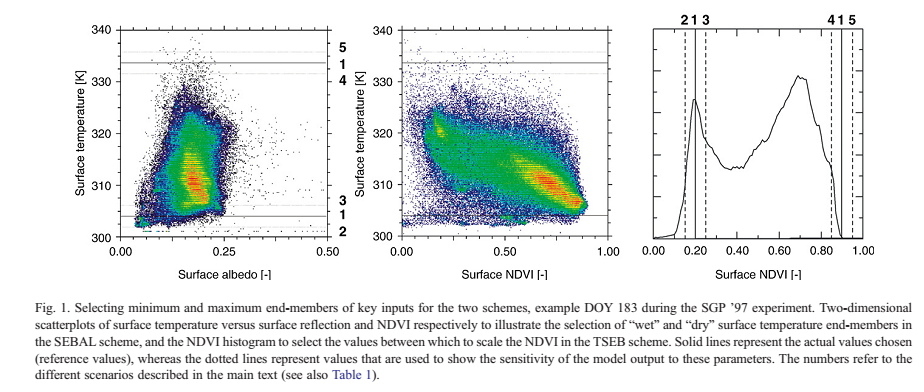 2 1 3
4 1 5
340
330
320
310
300
Surface temperature [K]
0.00
0.25
0.50
Surface albedo [-]
5
1
4
3
1
2
340
330
320
310
300
Surface temperature [K]
0.00
0.50
1.00
Surface NDVI [-]
0.00
0.20
0.40
0.60
0.80
1.00
Surface NDVI [-]
Fig. 1. Selecting minimum and maximum end-members of key inputs for the two schemes, example DOY 183 during the SGP '97 experiment. Two-dimensional
scatterplots of surface temperature versus surface reflection and NDVI respectively to illustrate the selection of “wet” and “dry” surface temperature end-members in
the SEBAL scheme, and the NDVI histogram to select the values between which to scale the NDVI in the TSEB scheme. Solid lines represent the actual values chosen
(reference values), whereas the dotted lines represent values that are used to show the sensitivity of the model output to these parameters. The numbers refer to the
different scenarios described in the main text (see also Table 1).